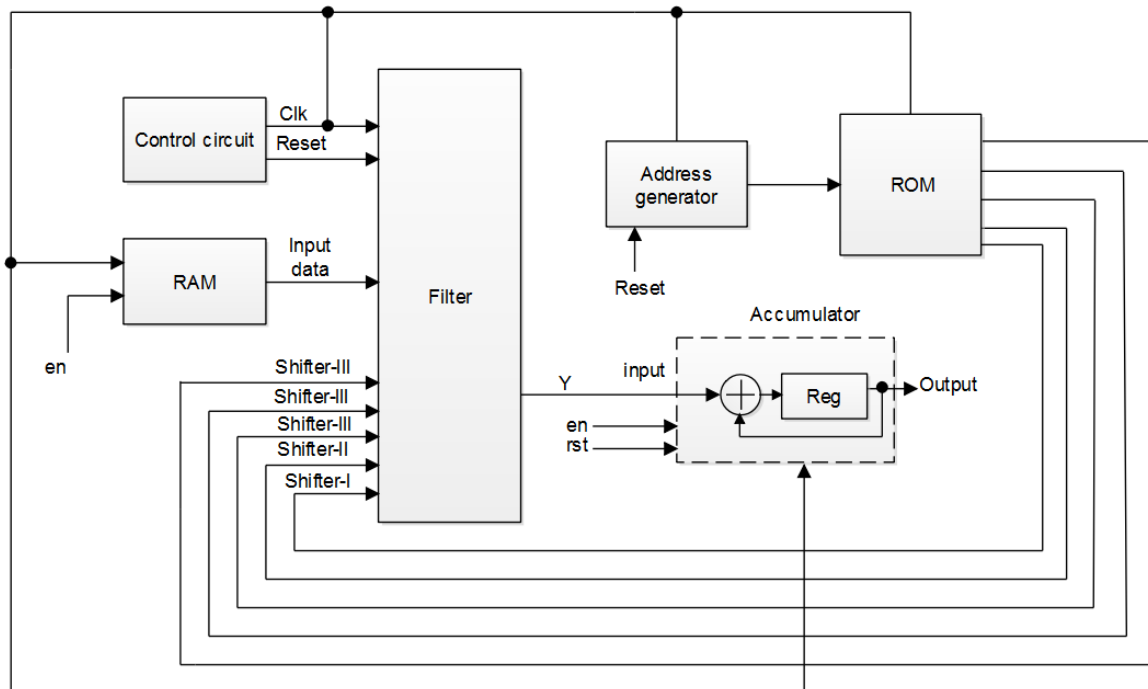 Clk
Control circuit
Reset
Address
generator
ROM
Input
data
RAM
Filter
Reset
en
Accumulator
Shifter-III
Shifter-III
Shifter-III
Shifter-II
Shifter-I
Y
input
Reg
Output
en
rst